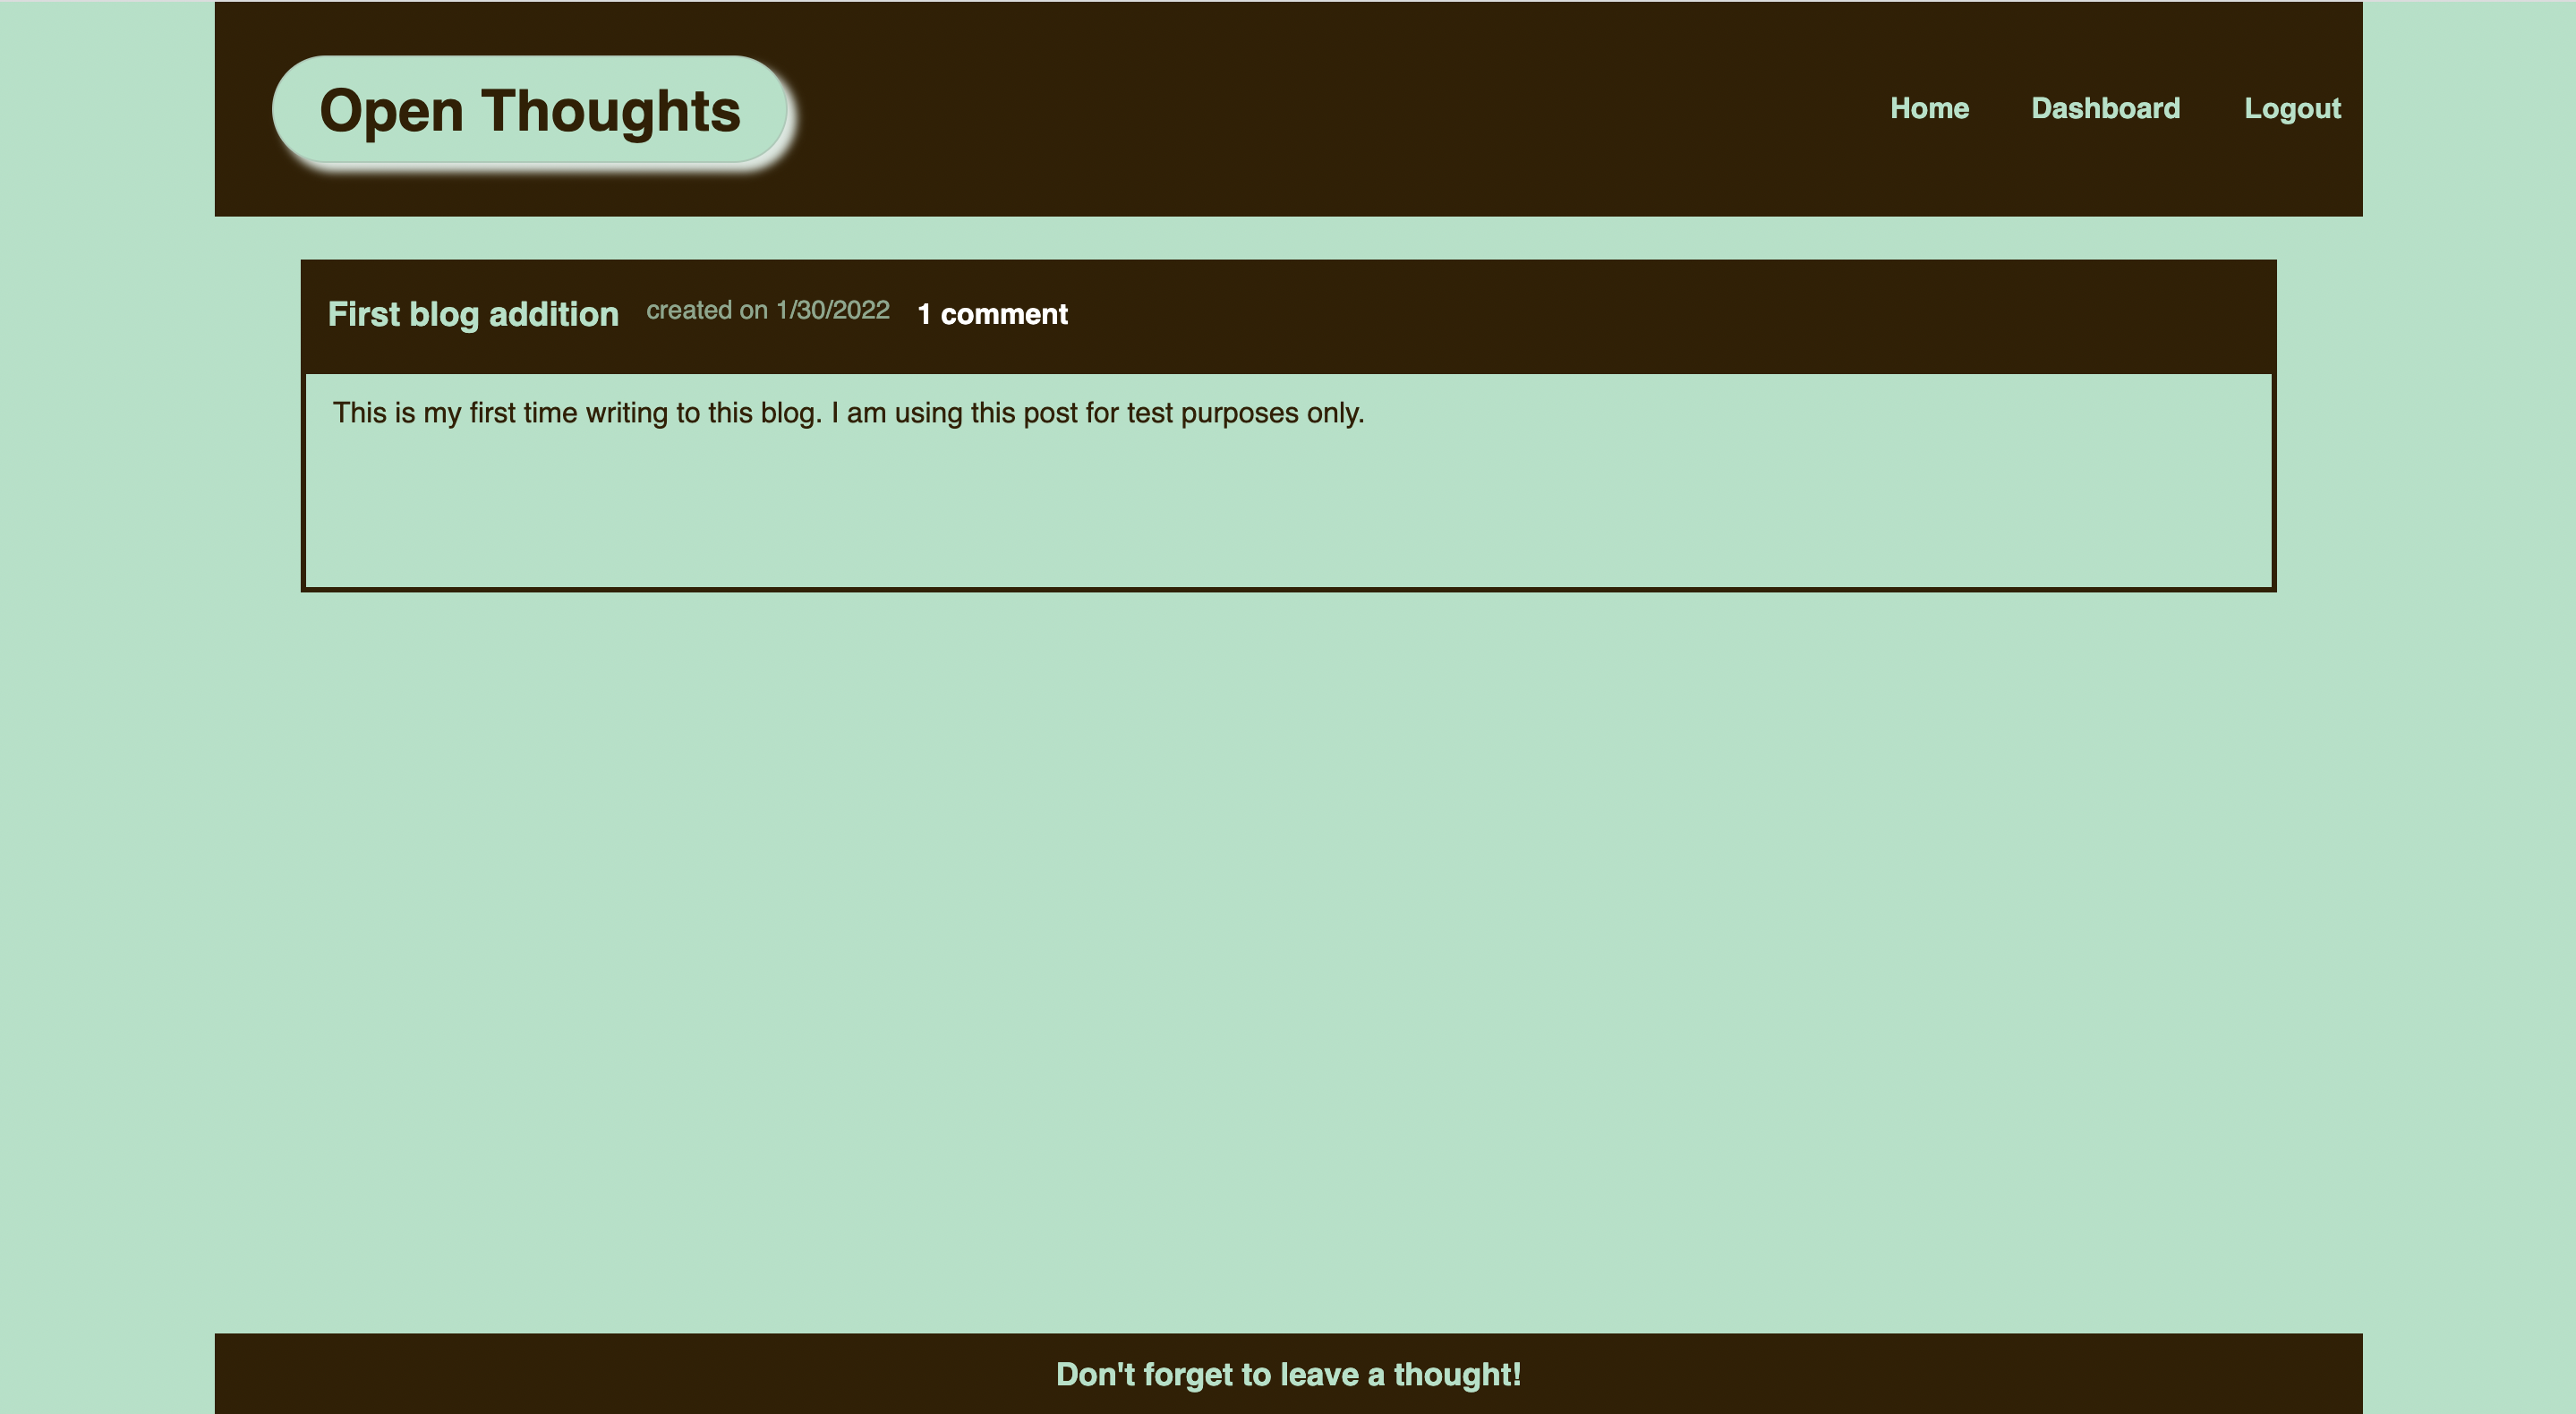 Open Thoughts
Home Dashboard Logout
First blog addition created on 1/30/2022 1 comment
This is my first time writing to this blog. I am using this post for test purposes only.
Don't forget to leave a thought!